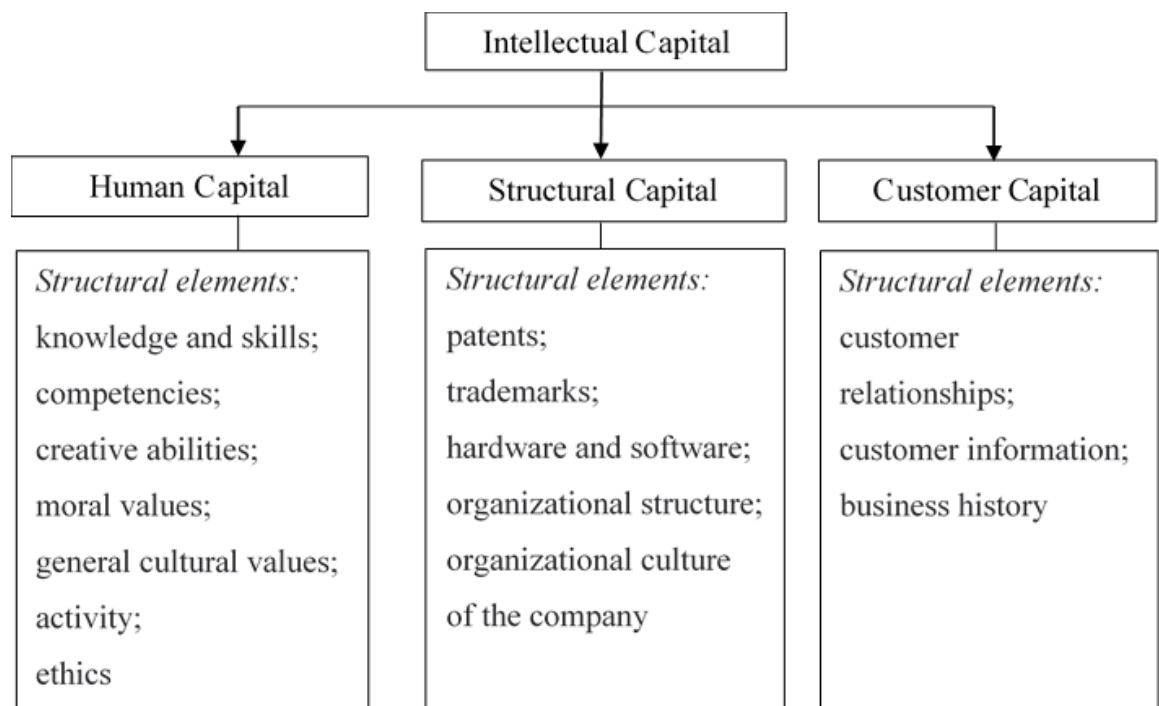 Intellectual Capital
Human Capital
Structural elements:
knowledge and skills;
competencies;
creative abilities;
moral values;
general cultural values;
activity;
ethics
Structural Capital
Structural elements:
patents;
trademarks;
hardware and software;
organizational structure;
organizational culture
of the company
Customer Capital
Structural elements:
customer
relationships;
customer information;
business history